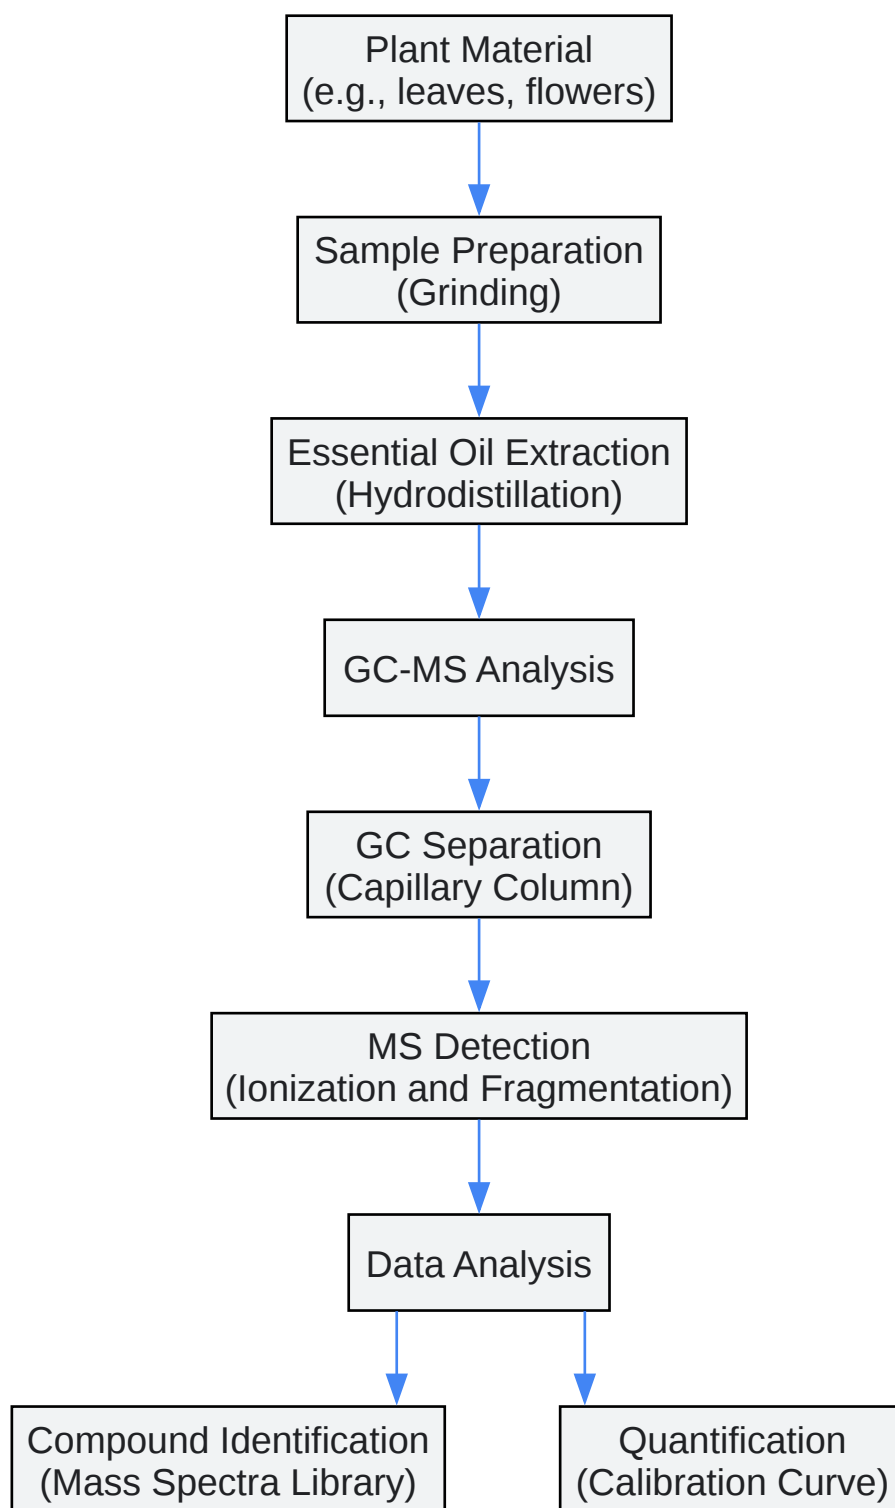 Plant Material
(e.g., leaves, flowers)
Sample Preparation
(Grinding)
Essential Oil Extraction
(Hydrodistillation)
GC-MS Analysis
GC Separation
(Capillary Column)
MS Detection
(Ionization and Fragmentation)
Data Analysis
Compound Identification
(Mass Spectra Library)
Quantification
(Calibration Curve)